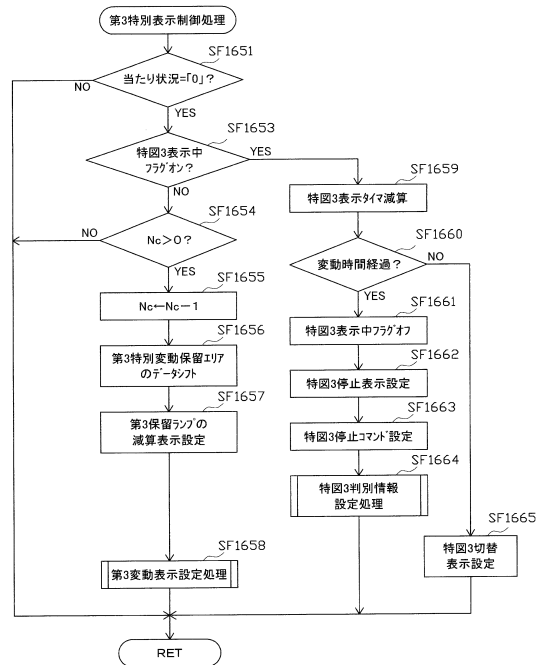 第3特別表示制御処理
SF1651
当たり状況=「0」?
NO
YES
SF1653
特図3表示中
フラグオン?
YES
NO
SF1654
Nc>0?
NO
YES
SF1655
Nc←Nc-1
SF1656
第3特別変動保留エリア
のデータシフト
SF1657
第3保留ランプの
減算表示設定
SF1658
第3変動表示設定処理
SF1659
特図3表示タイマ減算
SF1660
変動時間経過?
NO
YES
SF1661
特図3表示中フラグオフ
SF1662
特図3停止表示設定
SF1663
特図3停止コマンド設定
SF1664
特図3判別情報
設定処理
SF1665
特図3切替
表示設定
RET